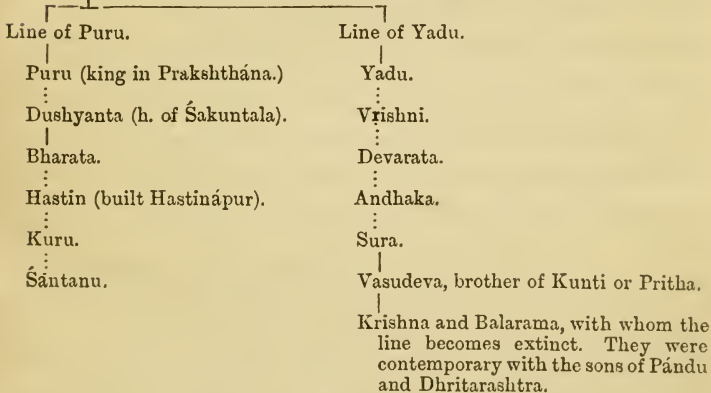 Line of Puru.
Puru (king in Prakshthána.)
Dushyanta (h. of Śakuntala).
Bharata.
Hastin (built Hastinápur).
Kuru.
Śántanu.
Line of Yadu.
Yadu.
Vṛishni.
Devarata.
Andhaka.
Sura.
Vasudeva, brother of Kunti or Pritha.
Krishna and Balarama, with whom the
line becomes extinct. They were
contemporary with the sons of Pándu
and Dhritarashtra.